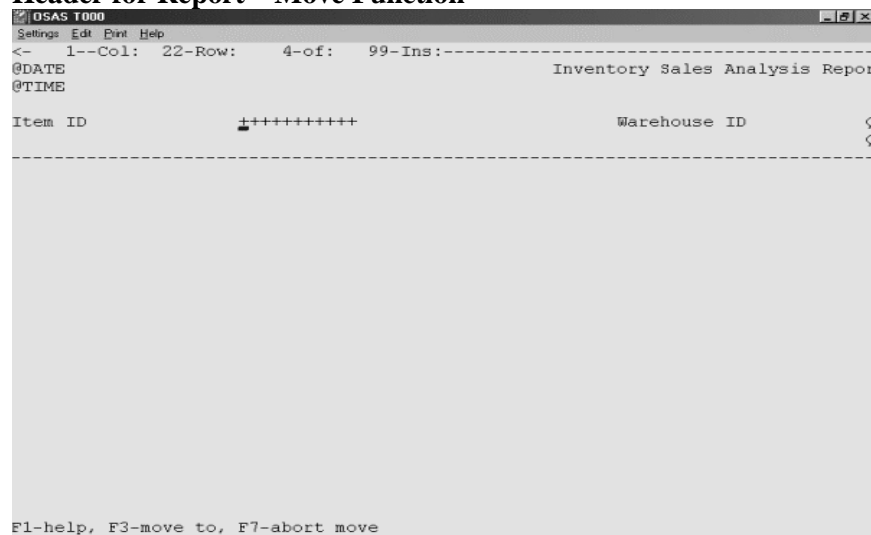 Header for Report – Move Function
OSAS T000
Settings Edit Print Help
<- 1--Col: 22-Row: 4-of: 99-Ins:------------------------------------------------
@DATE Inventory Sales Analysis Repor
@TIME
Item ID +++++++++++ Warehouse ID
--------------------------------------------------------------------------------
F1-help, F3-move to, F7-abort move